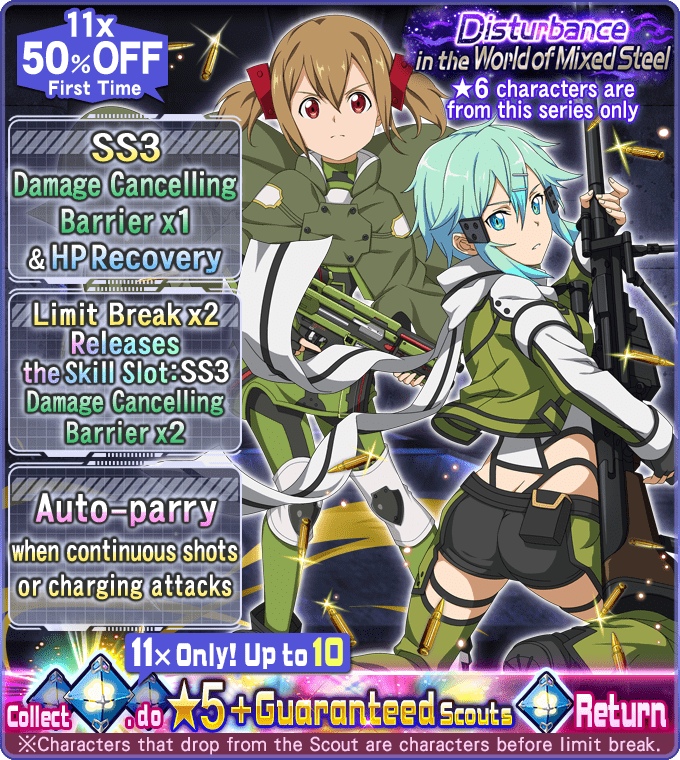 11x
50%OFF
First Time
Disturbance
in the World of Mixed Steel
★6 characters are
from this series only
SS3
Damage Cancelling
Barrier x1
& HP Recovery
Limit Break x2
Releases
the Skill Slot:SS3
Damage Cancelling
Barrier x2
Auto-parry
when continuous shots
or charging attacks
11× Only! Up to 10
Collect , do ★5+Guaranteed Scouts Return
※Characters that drop from the Scout are characters before limit break.